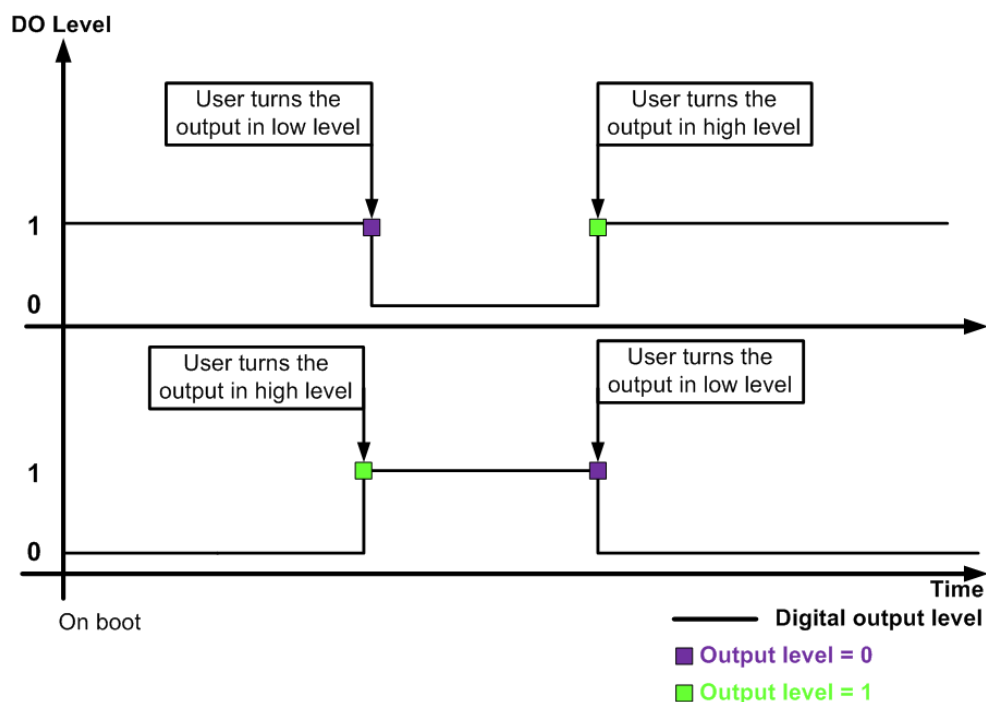 DO Level
User turns the
output in low level
User turns the
output in high level
1
0
User turns the
output in high level
User turns the
output in low level
1
0
Time
On boot
Digital output level
Output level = 0
Output level = 1